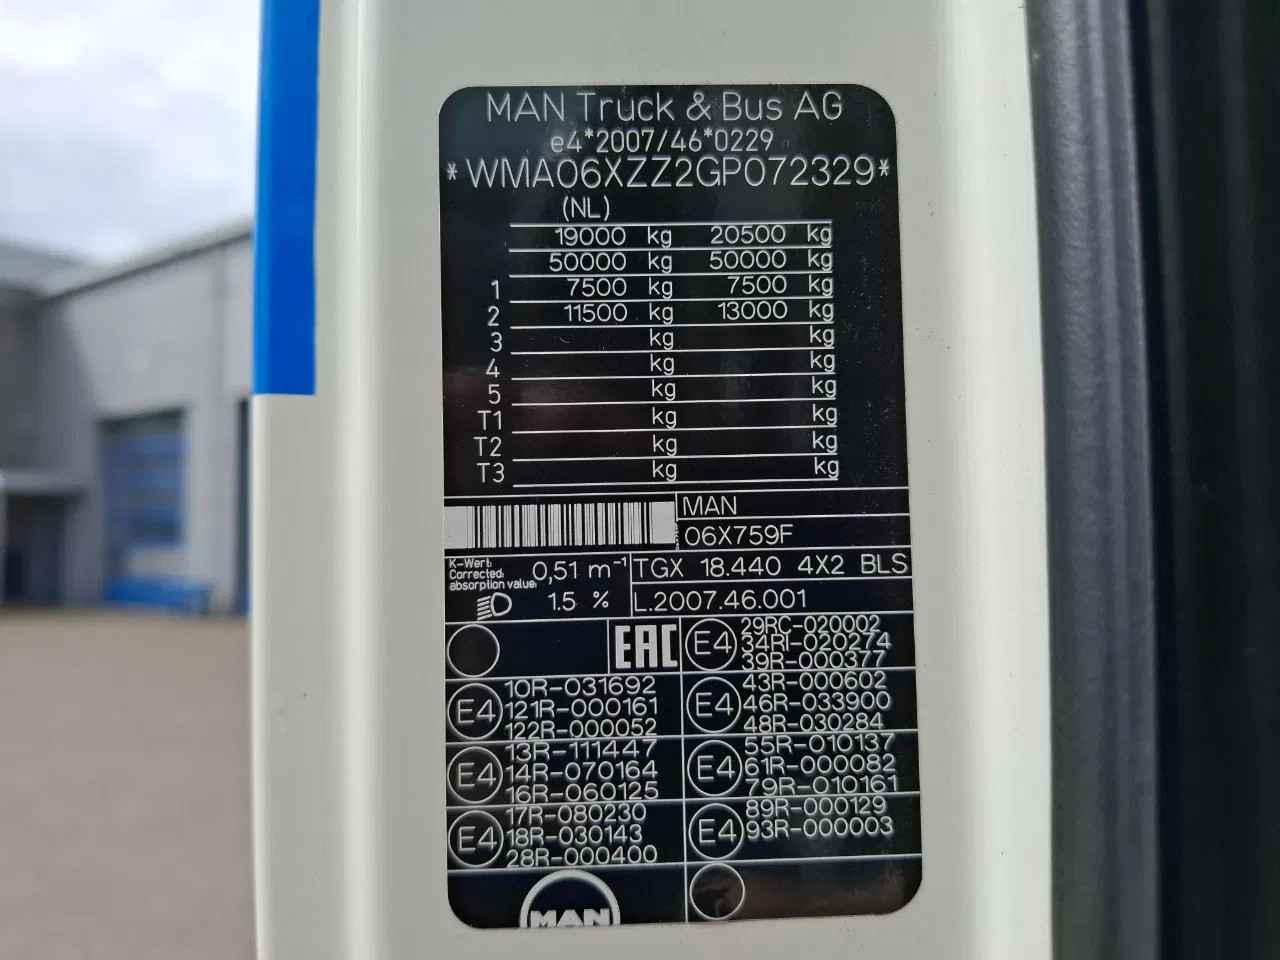 MAN Truck & Bus AG
e4*2007/46*0229
*WMA06XZZ2GP072329*
(NL)
19000 kg 20500 kg
50000 kg 50000 kg
1 7500 kg 7500 kg
2 11500 kg 13000 kg
3 kg kg
4 kg kg
5 kg kg
T1 kg kg
T2 kg kg
T3 kg kg
MAN
06X759F
K-Wert:
Corrected
absorption value:
0,51 m⁻¹
TGX 18.440 4X2 BLS
1.5 %
L.2007.46.001
EAC
E4
29RC-020002
34RI-020274
39R-000377
E4
10R-031692
121R-000161
122R-000052
E4
43R-000602
46R-033900
48R-030284
E4
13R-111447
14R-070164
16R-060125
E4
55R-010137
61R-000082
79R-010161
E4
17R-080230
18R-030143
28R-000400
E4
89R-000129
93R-000003
MAN